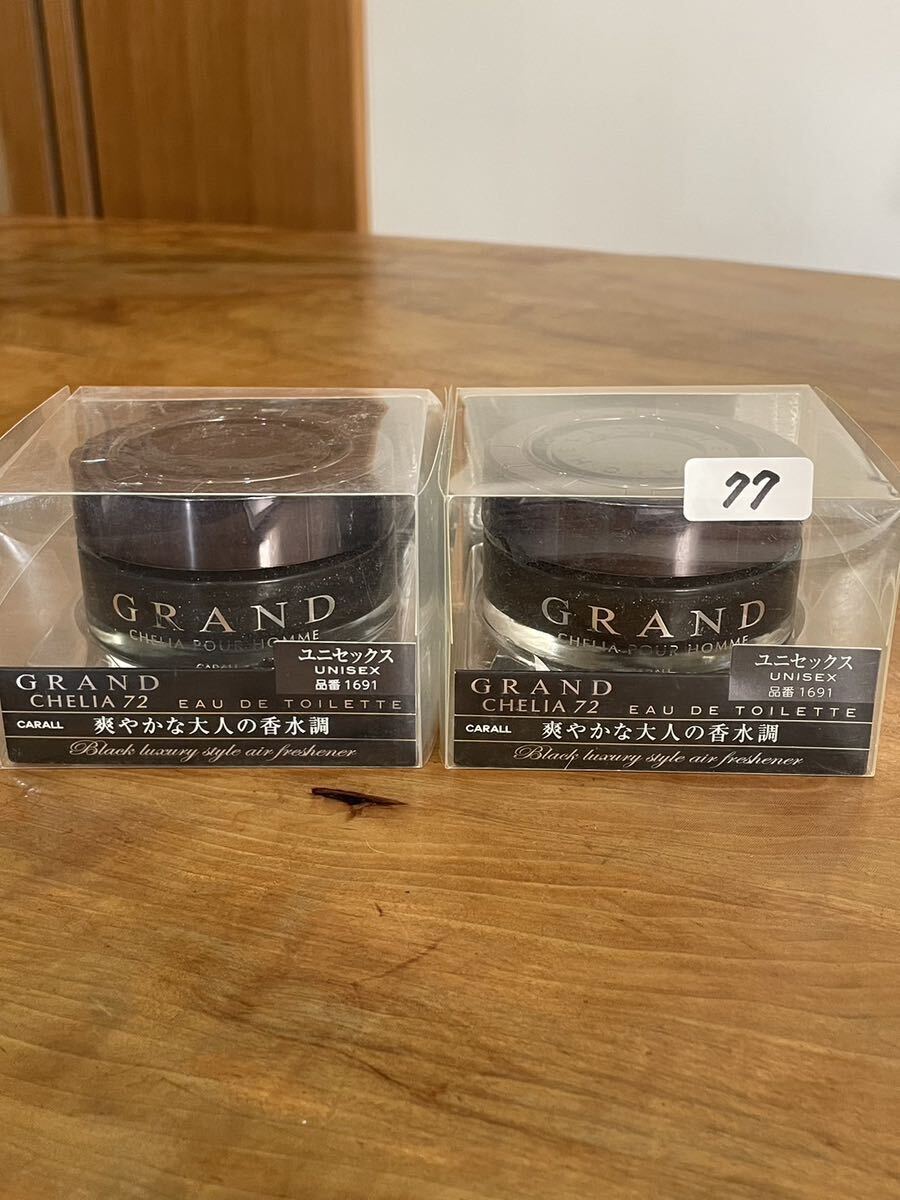 GRAND
CHELIA POUR HOMME
CARALL
ユニセックス
UNISEX
品番 1691
GRAND
CHELIA 72 EAU DE TOILETTE
CARALL 爽やかな大人の香水調
Black luxury style air freshener
77
GRAND
CHELIA POUR HOMME
CARALL
ユニセックス
UNISEX
品番 1691
GRAND
CHELIA 72 EAU DE TOILETTE
CARALL 爽やかな大人の香水調
Black luxury style air freshener